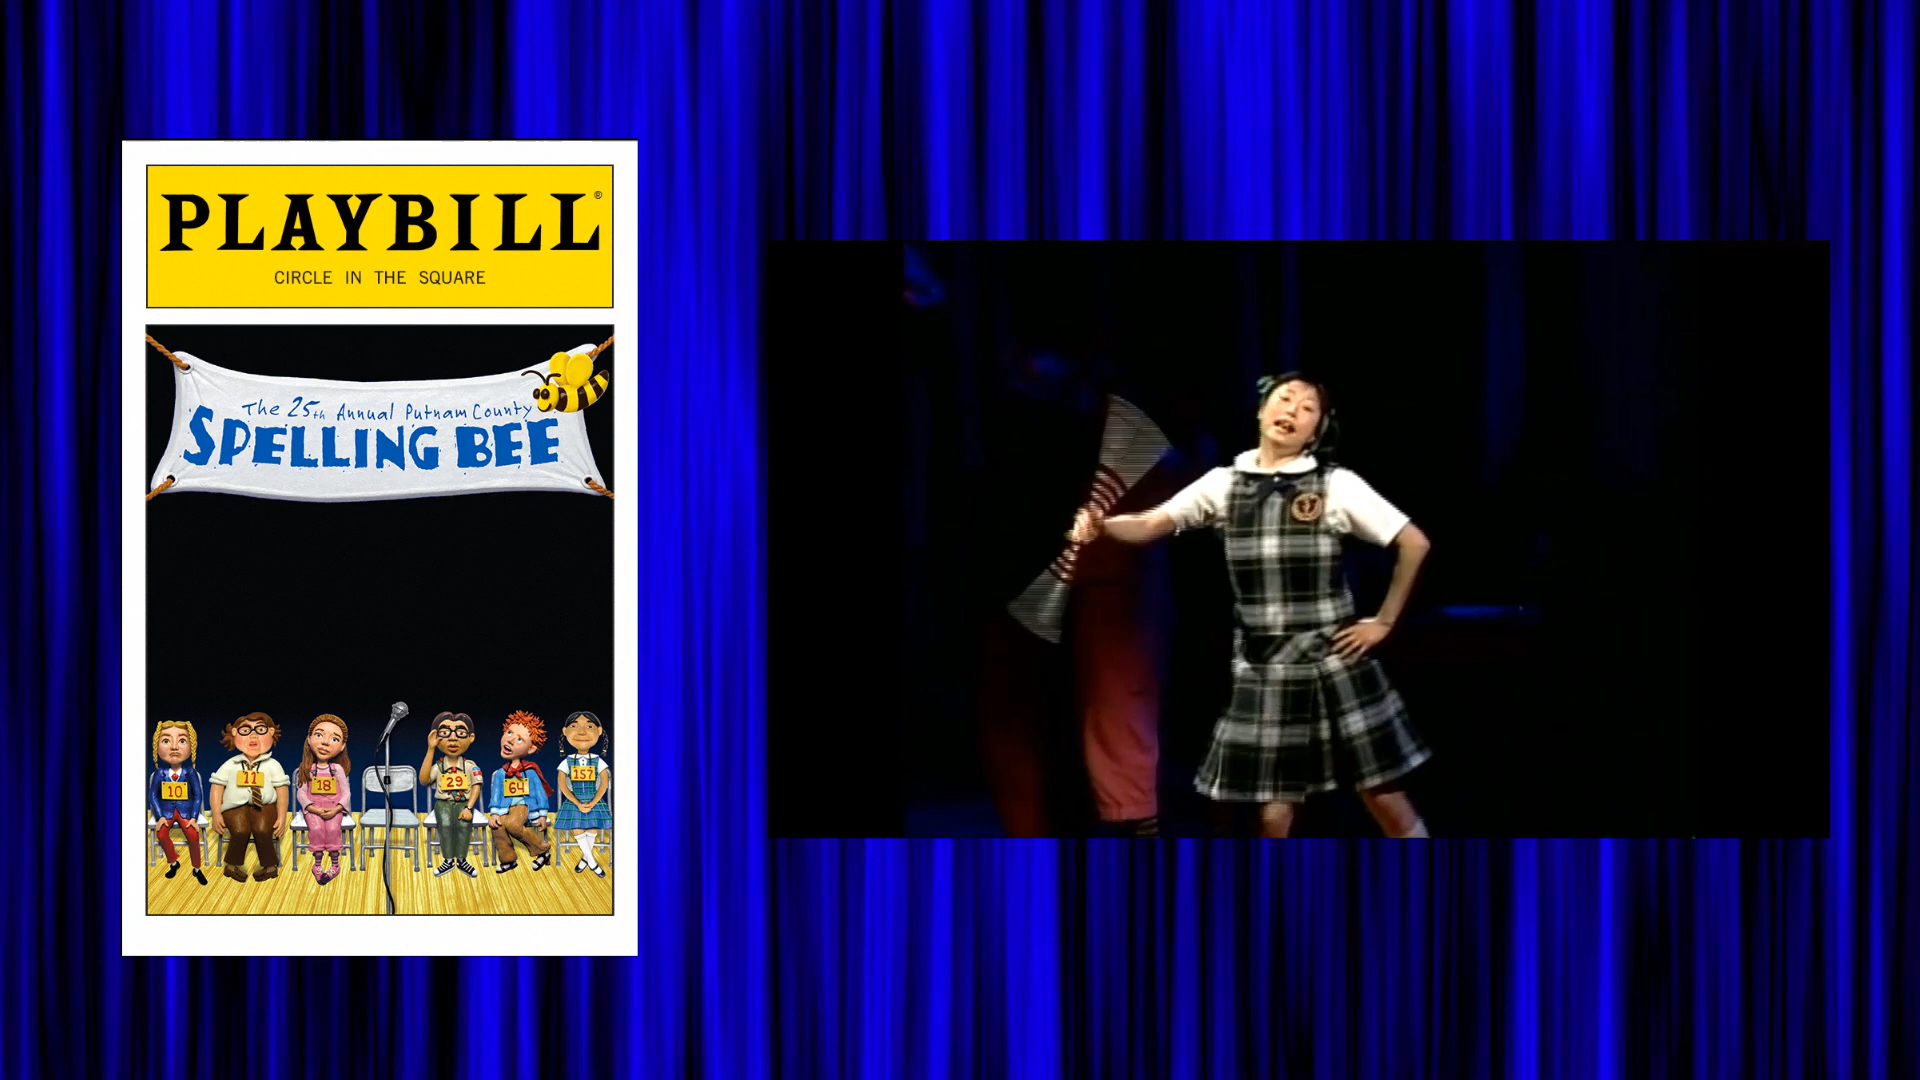 PLAYBILL®
CIRCLE IN THE SQUARE
The 25th Annual Putnam County
SPELLING BEE
10
11
18
29
64
157